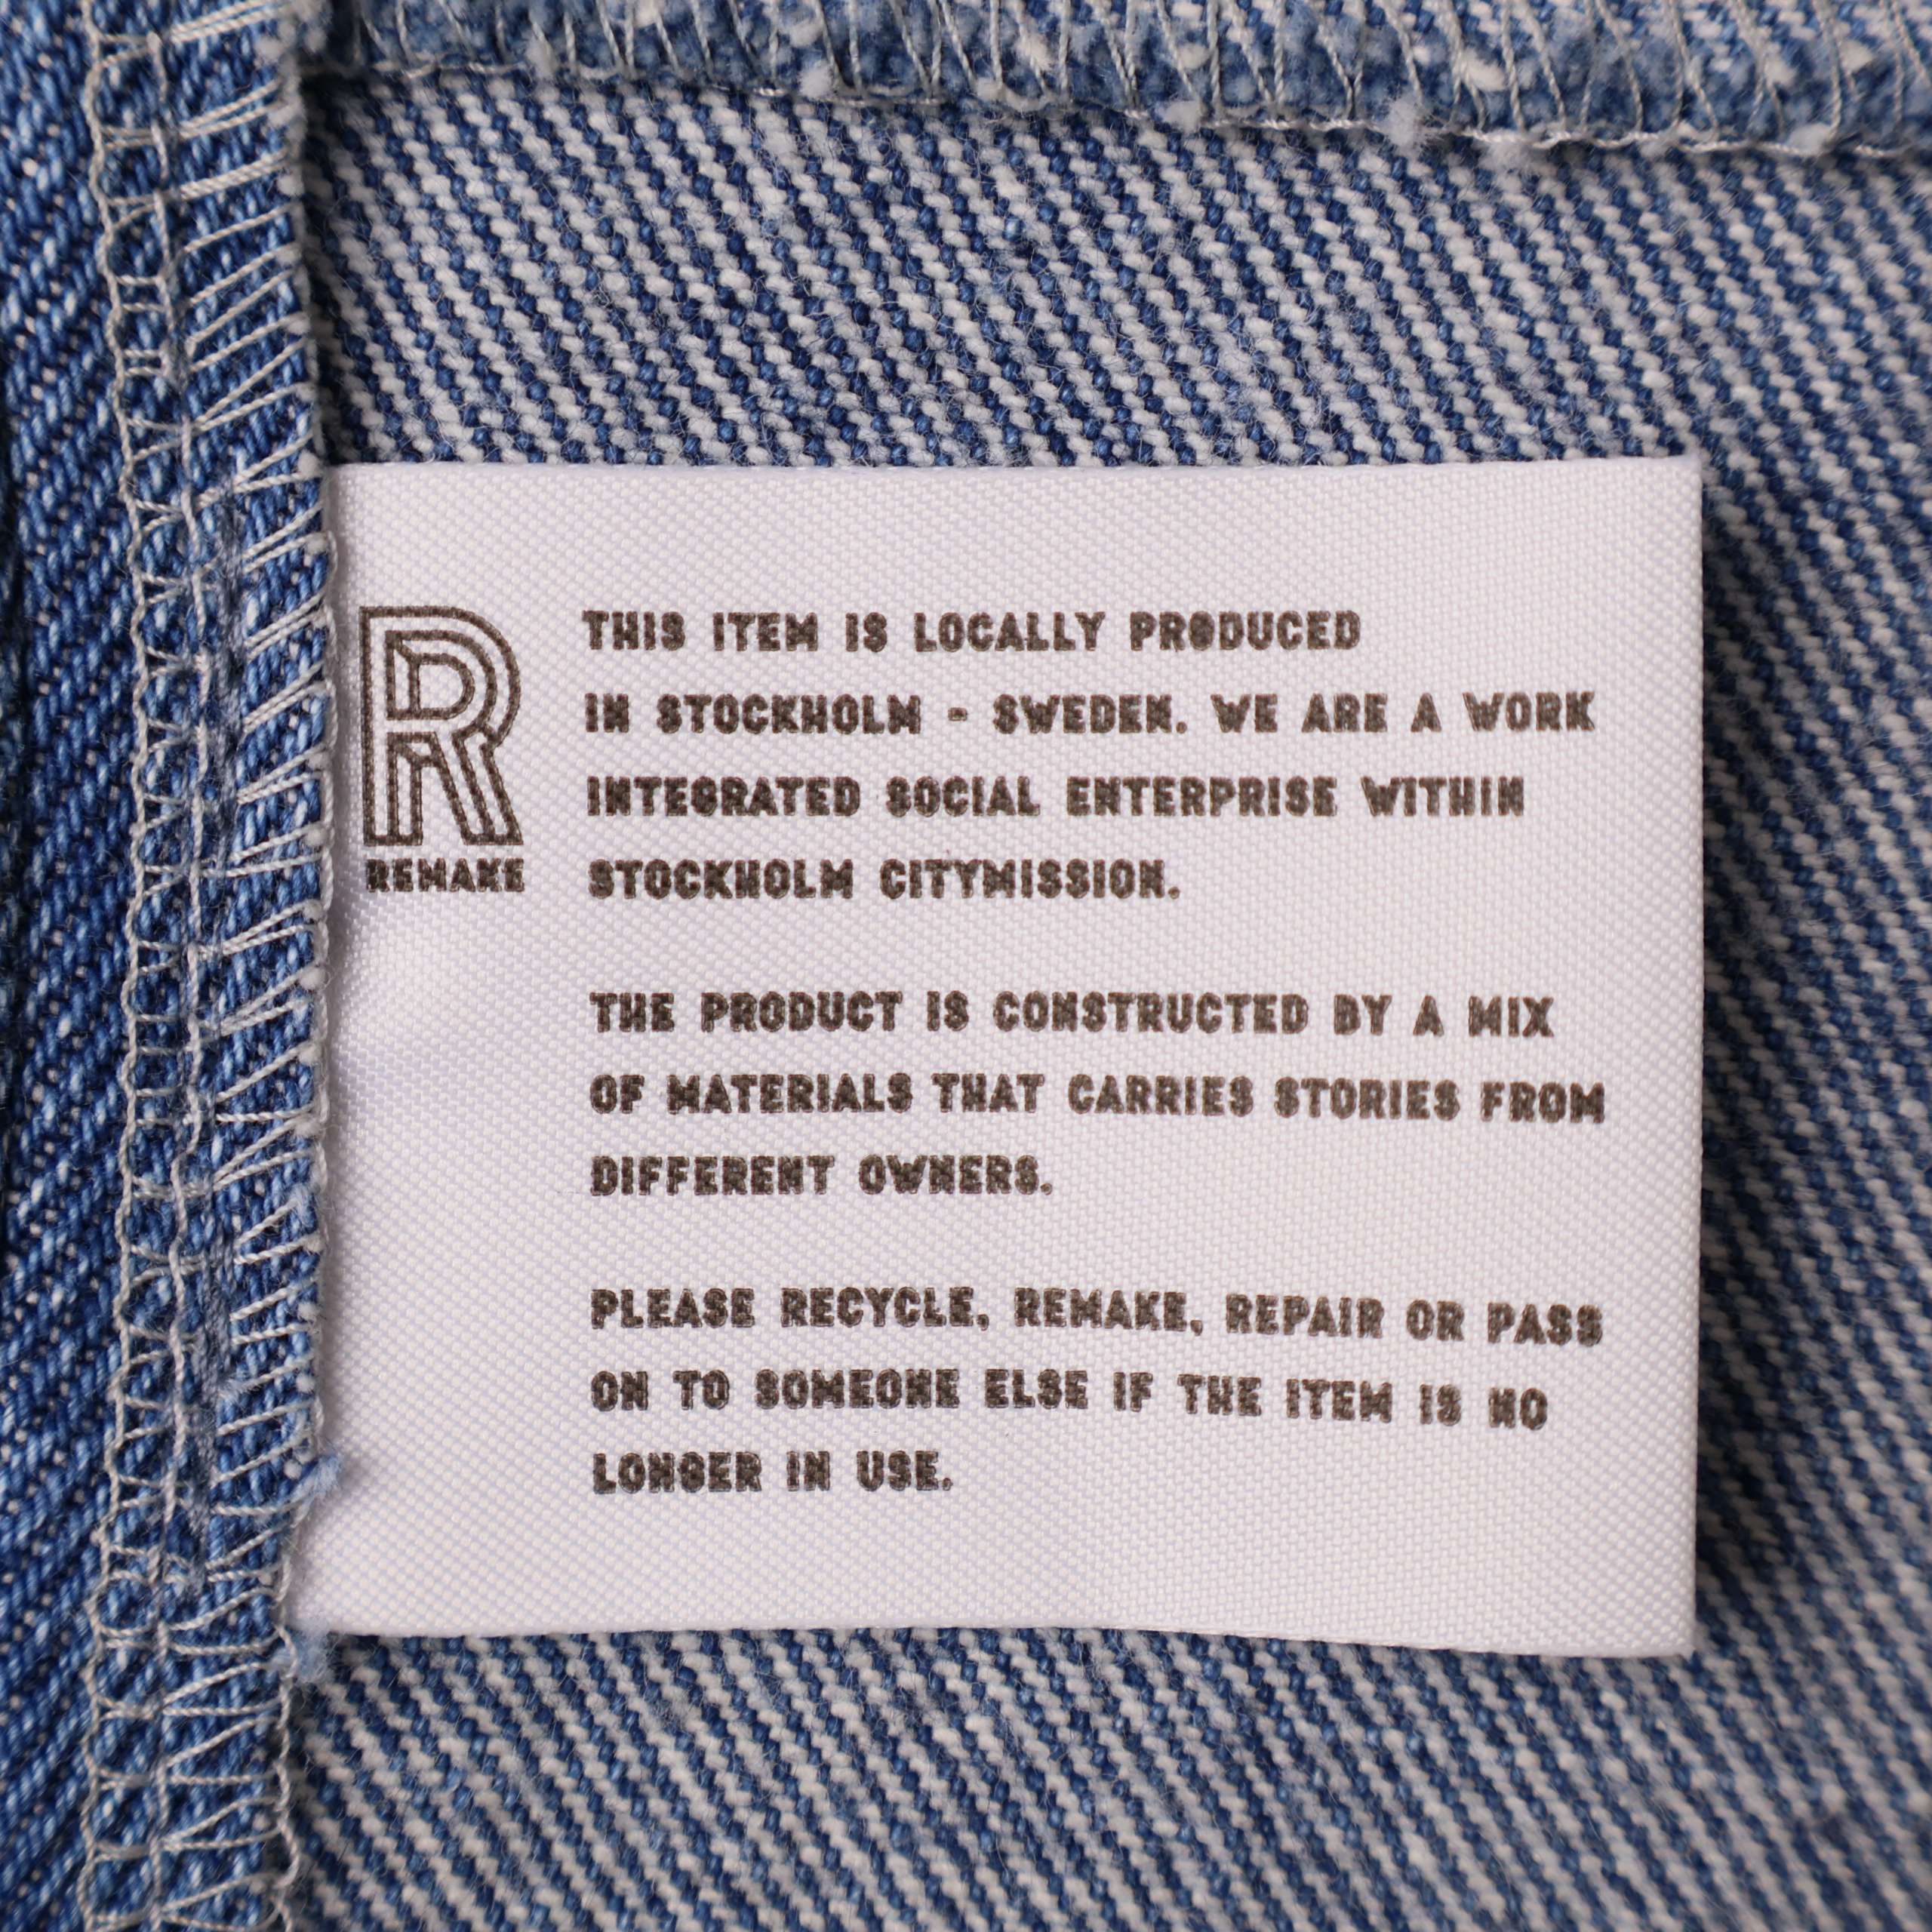 R
REMAKE
THIS ITEM IS LOCALLY PRODUCED
IN STOCKHOLM - SWEDEN. WE ARE A WORK
INTEGRATED SOCIAL ENTERPRISE WITHIN
STOCKHOLM CITYMISSION.
THE PRODUCT IS CONSTRUCTED BY A MIX
OF MATERIALS THAT CARRIES STORIES FROM
DIFFERENT OWNERS.
PLEASE RECYCLE, REMAKE, REPAIR OR PASS
ON TO SOMEONE ELSE IF THE ITEM IS NO
LONGER IN USE.